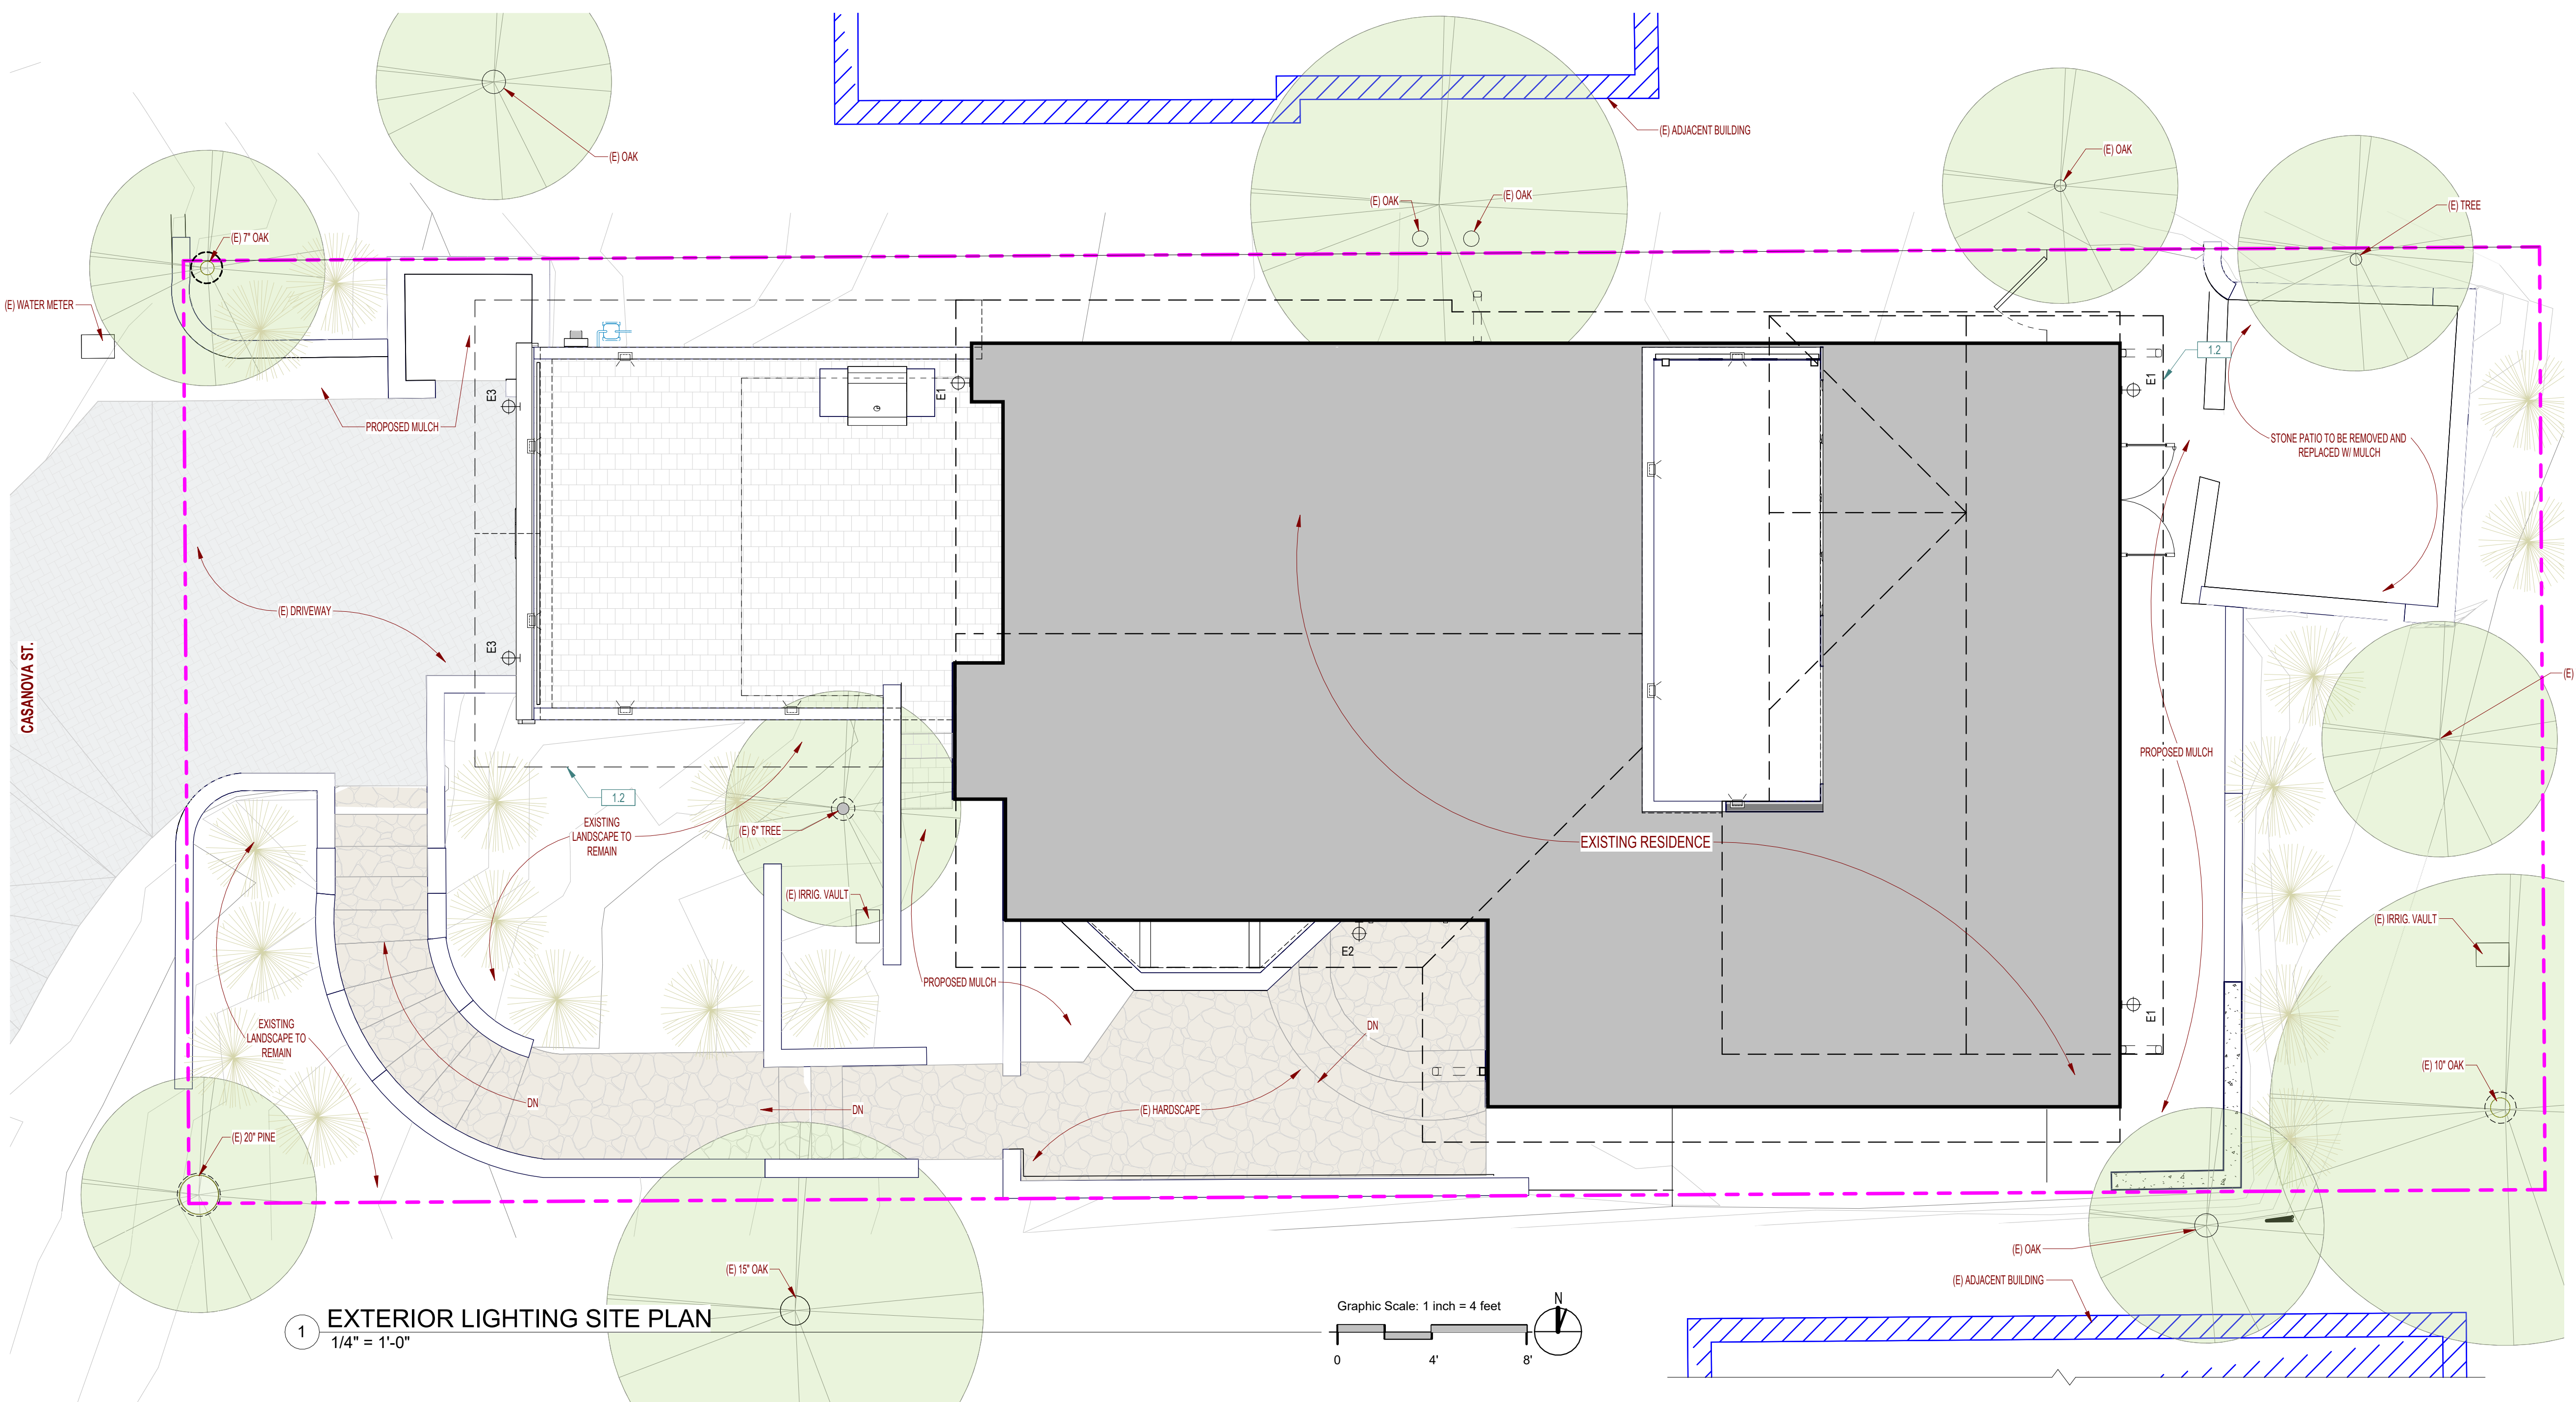 (E) OAK
(E) ADJACENT BUILDING
(E) OAK
(E) OAK
(E) OAK
(E) TREE
(E) 7" OAK
(E) WATER METER
1.2
E1
E3
E1
PROPOSED MULCH
STONE PATIO TO BE REMOVED AND
REPLACED W/ MULCH
(E) DRIVEWAY
CASANOVA ST.
E3
(E)
PROPOSED MULCH
1.2
EXISTING
LANDSCAPE TO
REMAIN
(E) 6" TREE
EXISTING RESIDENCE
(E) IRRIG. VAULT
(E) IRRIG. VAULT
E2
PROPOSED MULCH
E1
EXISTING
LANDSCAPE TO
REMAIN
DN
(E) 10" OAK
DN
DN
(E) HARDSCAPE
(E) 20" PINE
(E) OAK
(E) 15" OAK
(E) ADJACENT BUILDING
1
EXTERIOR LIGHTING SITE PLAN
1/4" = 1'-0"
Graphic Scale: 1 inch = 4 feet
N
0 4' 8'